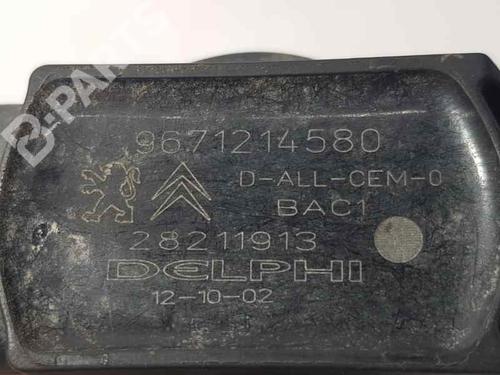 B-PARTS
9671214580
D-ALL-CEM-0
BAC1
28211913
DELPHI
12-10-02